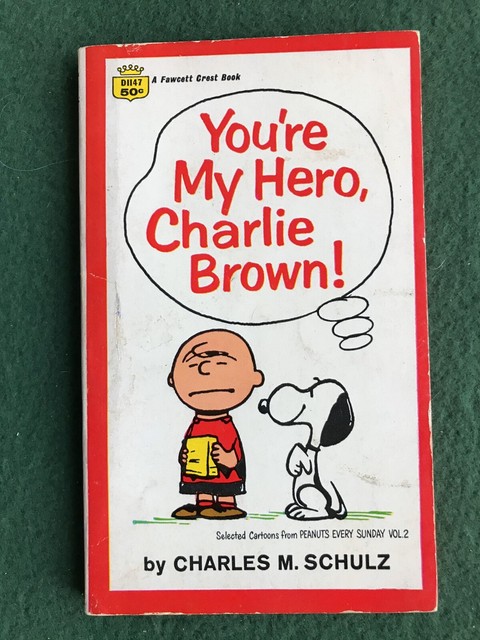 D1147
50¢
A Fawcett Crest Book
You're
My Hero,
Charlie
Brown!
Selected Cartoons from PEANUTS EVERY SUNDAY VOL.2
by CHARLES M. SCHULZ